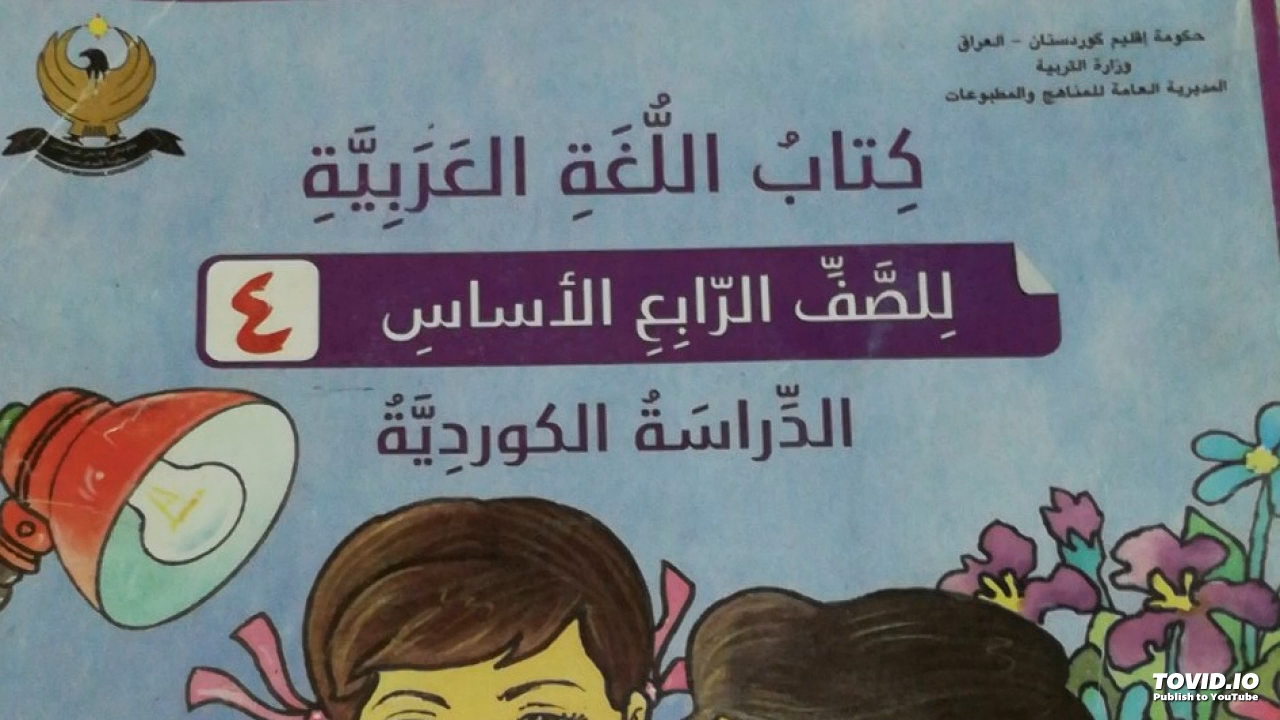 حكومة إقليم كوردستان - العراق
وزارة التربية
المديرية العامة للمناهج والمطبوعات
كِتابُ اللُّغَةِ العَرَبِيَّةِ
لِلصَّفِّ الرّابِعِ الأساسِ
٤
الدِّراسَةُ الكوردِيَّةُ
TOVID.IO
Publish to YouTube